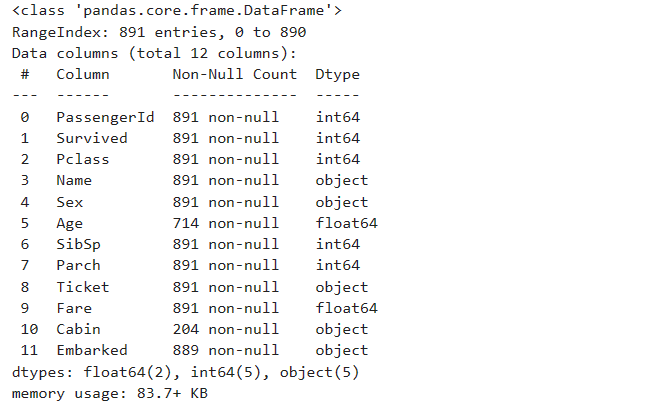 <class 'pandas.core.frame.DataFrame'>
RangeIndex: 891 entries, 0 to 890
Data columns (total 12 columns):
 #   Column       Non-Null Count  Dtype
---  ------       --------------  -----
 0   PassengerId  891 non-null    int64
 1   Survived     891 non-null    int64
 2   Pclass       891 non-null    int64
 3   Name         891 non-null    object
 4   Sex          891 non-null    object
 5   Age          714 non-null    float64
 6   SibSp        891 non-null    int64
 7   Parch        891 non-null    int64
 8   Ticket       891 non-null    object
 9   Fare         891 non-null    float64
 10  Cabin        204 non-null    object
 11  Embarked     889 non-null    object
dtypes: float64(2), int64(5), object(5)
memory usage: 83.7+ KB